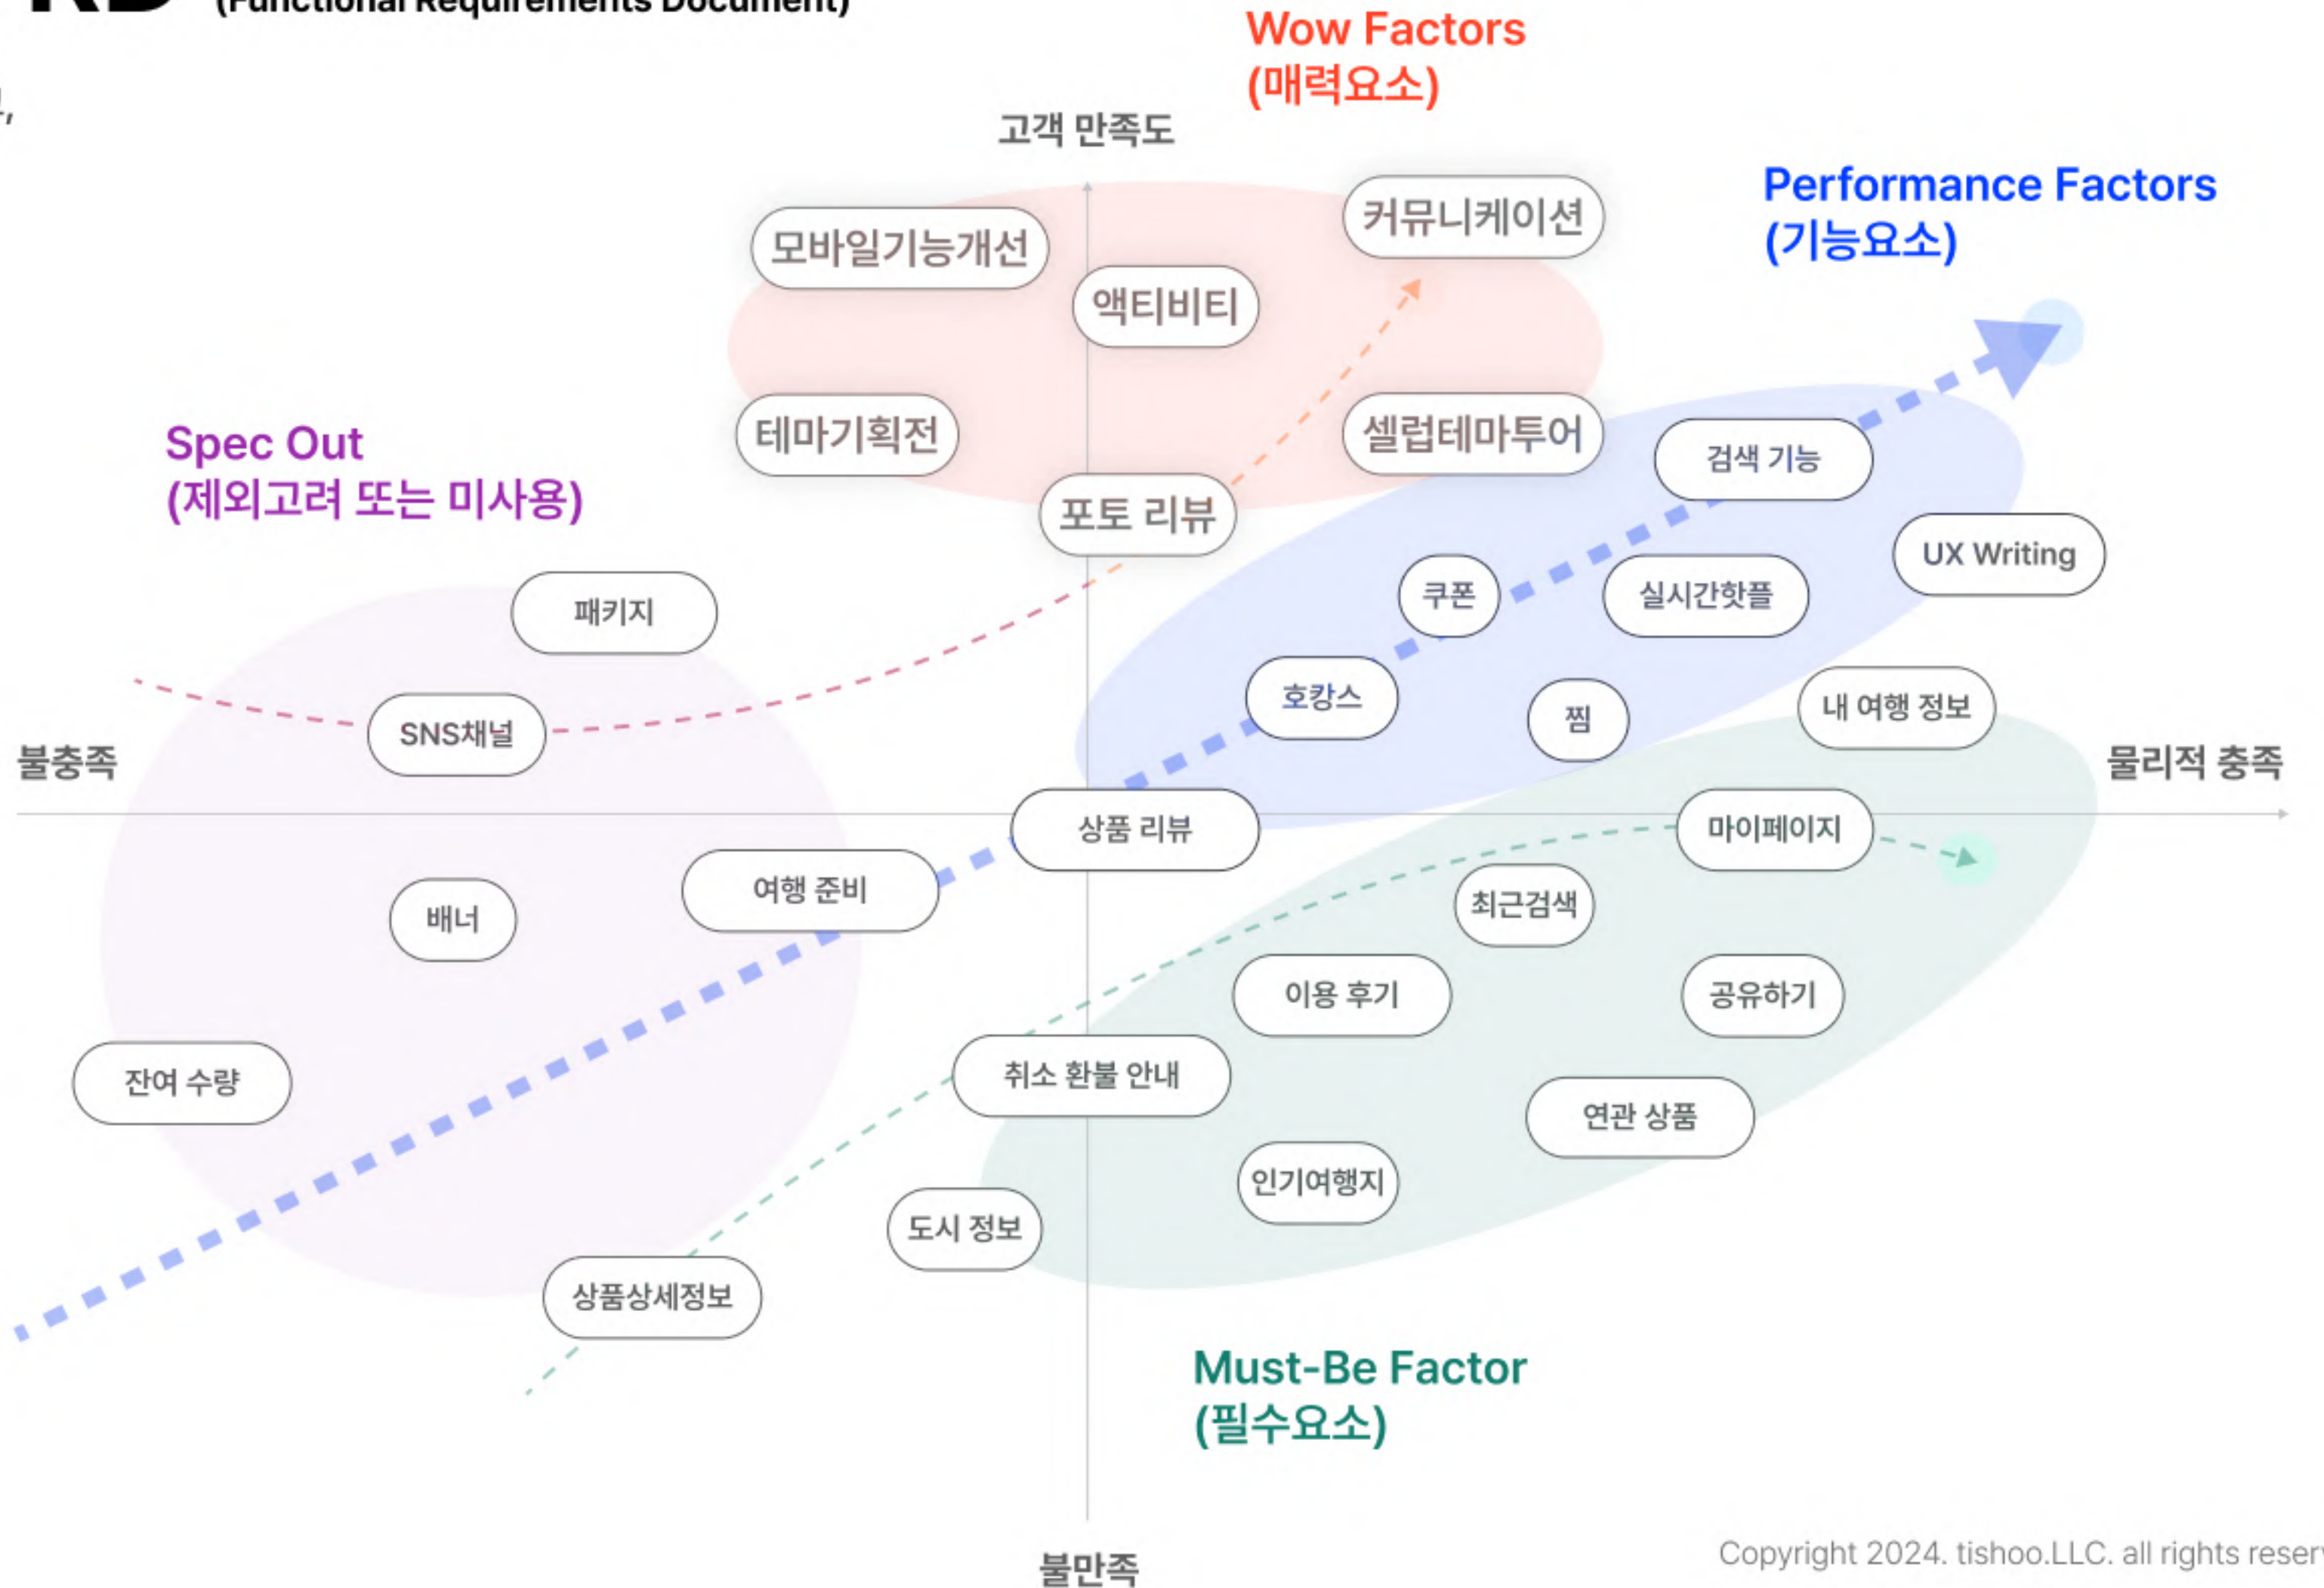 (Functional Requirements Document)
Wow Factors
(매력요소)
고객 만족도
Performance Factors
(기능요소)
모바일기능개선
커뮤니케이션
액티비티
테마기획전
셀럽테마투어
포토 리뷰
Spec Out
(제외고려 또는 미사용)
검색 기능
UX Writing
쿠폰
실시간핫플
패키지
호캉스
찜
내 여행 정보
SNS채널
불충족
물리적 충족
상품 리뷰
마이페이지
여행 준비
배너
최근검색
이용 후기
공유하기
잔여 수량
취소 환불 안내
연관 상품
인기여행지
도시 정보
상품상세정보
Must-Be Factor
(필수요소)
불만족
Copyright 2024. tishoo.LLC. all rights reser